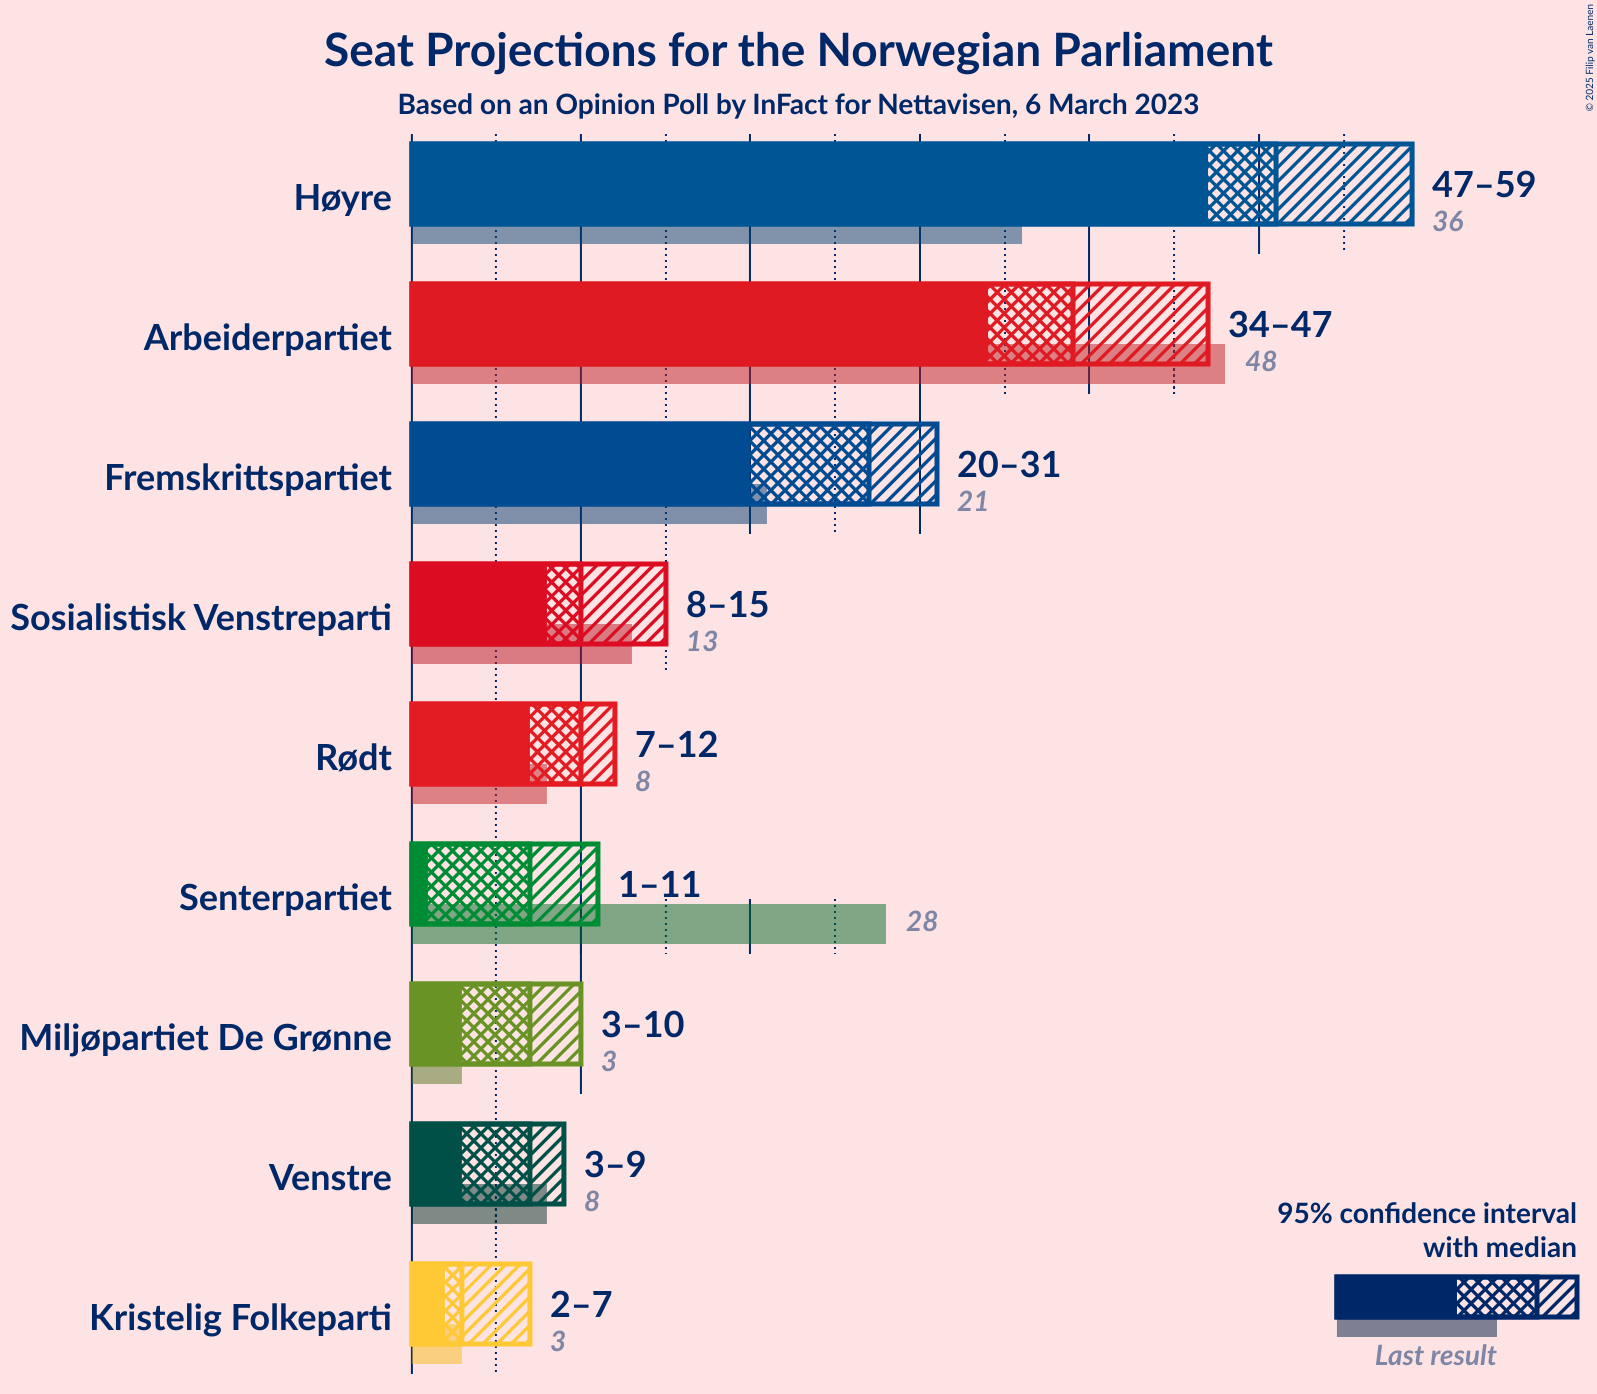 Seat Projections for the Norwegian Parliament
Based on an Opinion Poll by InFact for Nettavisen, 6 March 2023
© 2025 Filip van Laenen
Høyre
47–59
36
Arbeiderpartiet
34–47
48
Fremskrittspartiet
20–31
21
Sosialistisk Venstreparti
8–15
13
Rødt
7–12
8
Senterpartiet
1–11
28
Miljøpartiet De Grønne
3–10
3
Venstre
3–9
8
Kristelig Folkeparti
2–7
3
95% confidence interval
with median
Last result